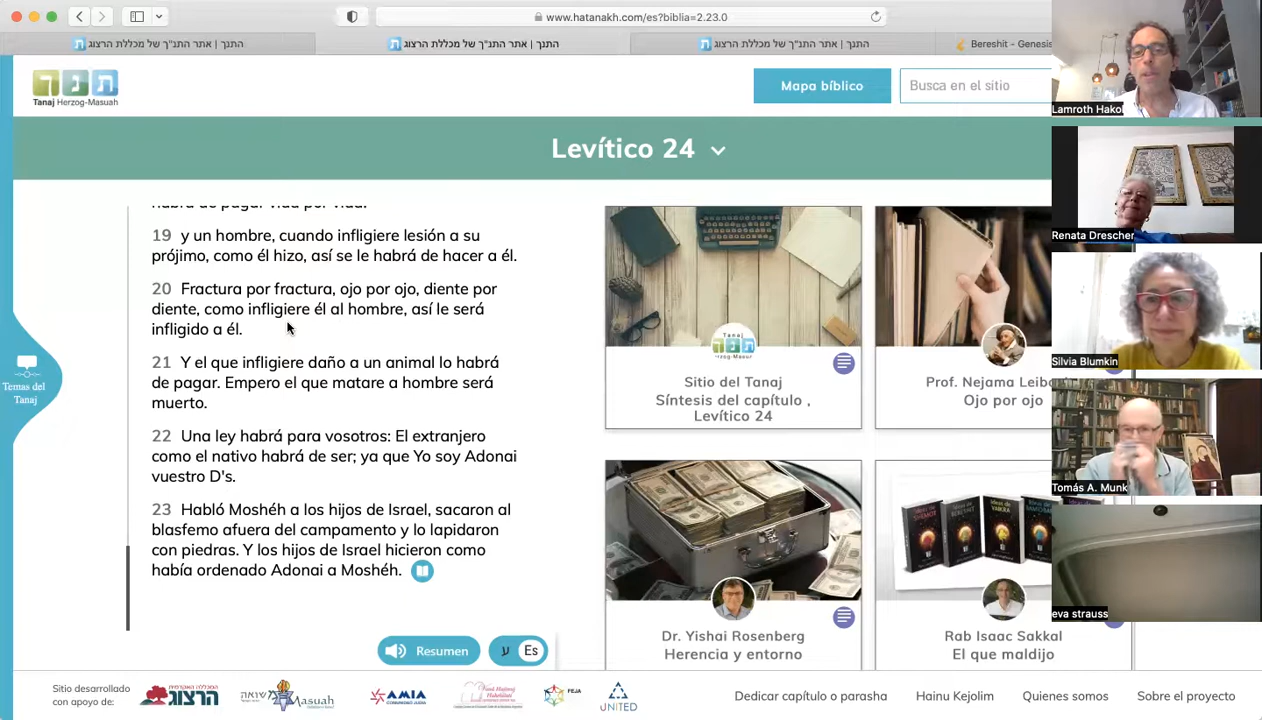 www.hatanakh.com/es?biblia=2.23.0
התנך | אתר התנ"ך של מכללת הרצוג
התנך | אתר התנ"ך של מכללת הרצוג
התנך | אתר התנ"ך של מכללת הרצוג
Bereshit - Genesis
תנך
Tanaj Herzog-Masuah
Mapa bíblico
Busca en el sitio
Levítico 24
19 y un hombre, cuando infligiere lesión a su
prójimo, como él hizo, así se le habrá de hacer a él.
20 Fractura por fractura, ojo por ojo, diente por
diente, como infligiere él al hombre, así le será
infligido a él.
21 Y el que infligiere daño a un animal lo habrá
de pagar. Empero el que matare a hombre será
muerto.
22 Una ley habrá para vosotros: El extranjero
como el nativo habrá de ser; ya que Yo soy Adonai
vuestro D's.
23 Habló Moshéh a los hijos de Israel, sacaron al
blasfemo afuera del campamento y lo lapidaron
con piedras. Y los hijos de Israel hicieron como
había ordenado Adonai a Moshéh.
Temas del
Tanaj
Resumen
ע Es
Sitio del Tanaj
Síntesis del capítulo ,
Levítico 24
Prof. Nejama Leibo
Ojo por ojo
Dr. Yishai Rosenberg
Herencia y entorno
Rab Isaac Sakkal
El que maldijo
Lamroth Hakol
Renata Drescher
Silvia Blumkin
Tomás A. Munk
eva strauss
Sitio desarrollado
con apoyo de:
הרצוג
Masuah
AMIA
FEJA
UNITED
Dedicar capítulo o parasha
Hainu Kejolim
Quienes somos
Sobre el proyecto